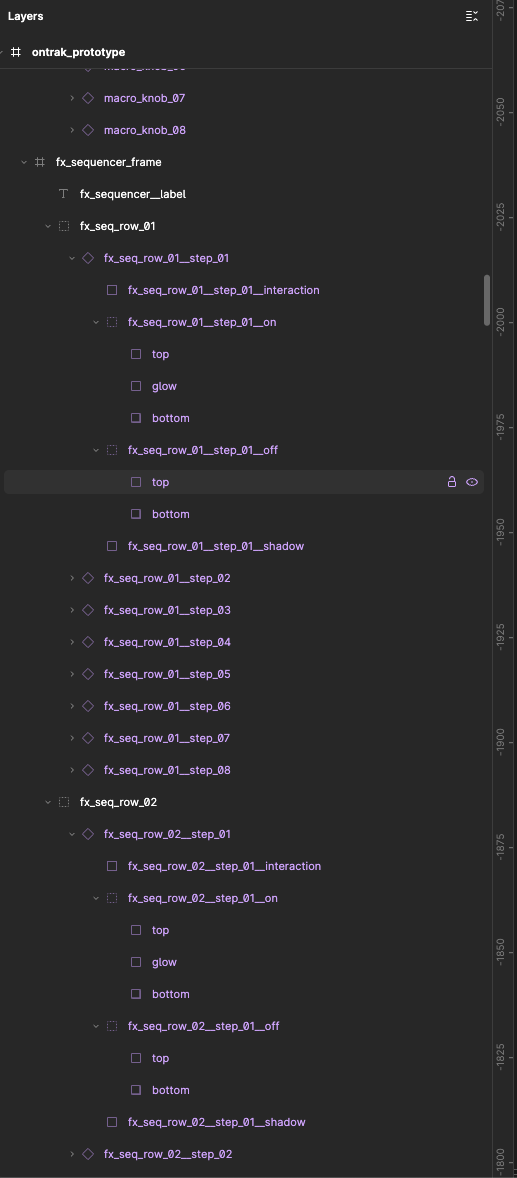 Layers
ontrak_prototype
macro_knob_07
macro_knob_08
fx_sequencer_frame
fx_sequencer__label
fx_seq_row_01
fx_seq_row_01__step_01
fx_seq_row_01__step_01__interaction
fx_seq_row_01__step_01__on
top
glow
bottom
fx_seq_row_01__step_01__off
top
bottom
fx_seq_row_01__step_01__shadow
fx_seq_row_01__step_02
fx_seq_row_01__step_03
fx_seq_row_01__step_04
fx_seq_row_01__step_05
fx_seq_row_01__step_06
fx_seq_row_01__step_07
fx_seq_row_01__step_08
fx_seq_row_02
fx_seq_row_02__step_01
fx_seq_row_02__step_01__interaction
fx_seq_row_02__step_01__on
top
glow
bottom
fx_seq_row_02__step_01__off
top
bottom
fx_seq_row_02__step_01__shadow
fx_seq_row_02__step_02
-2050
-2025
-2000
-1975
-1950
-1925
-1900
-1875
-1850
-1825
-1800